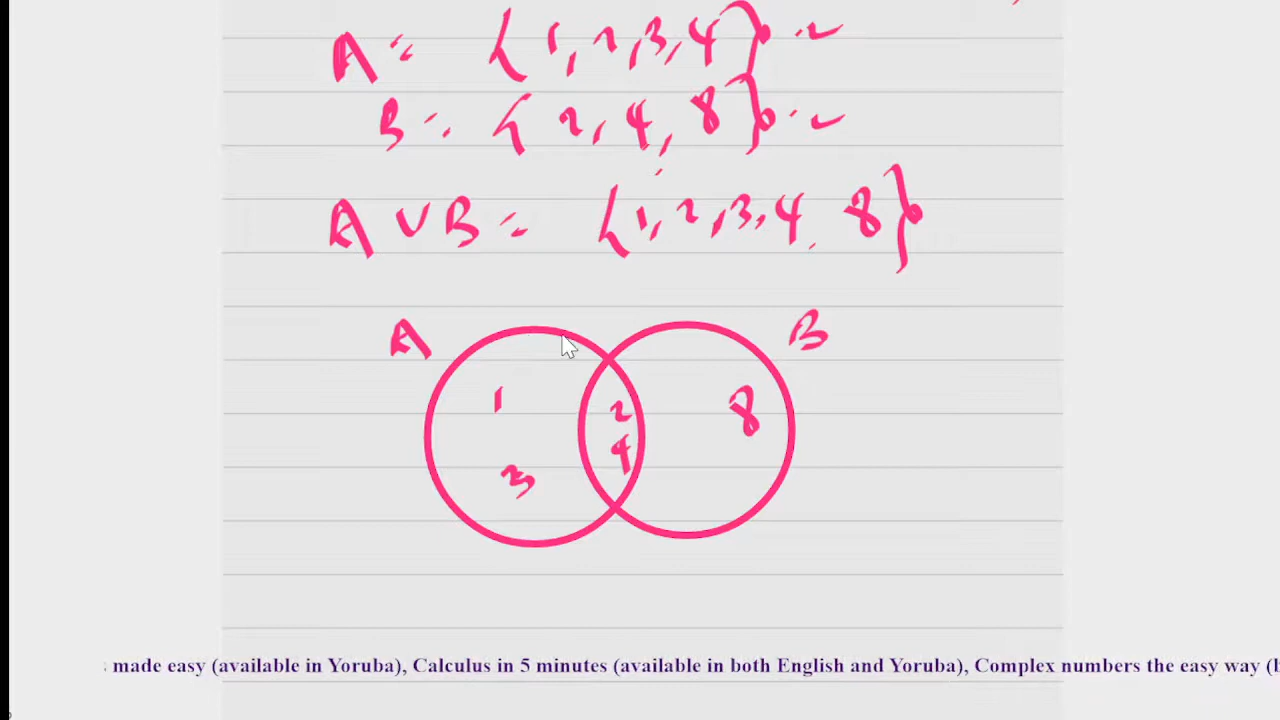 A = {1, 2, 3, 4}.
B = {2, 4, 8}.
A ∪ B = {1, 2, 3, 4, 8}
A B
1 2 8
3 4
made easy (available in Yoruba), Calculus in 5 minutes (available in both English and Yoruba), Complex numbers the easy way (b